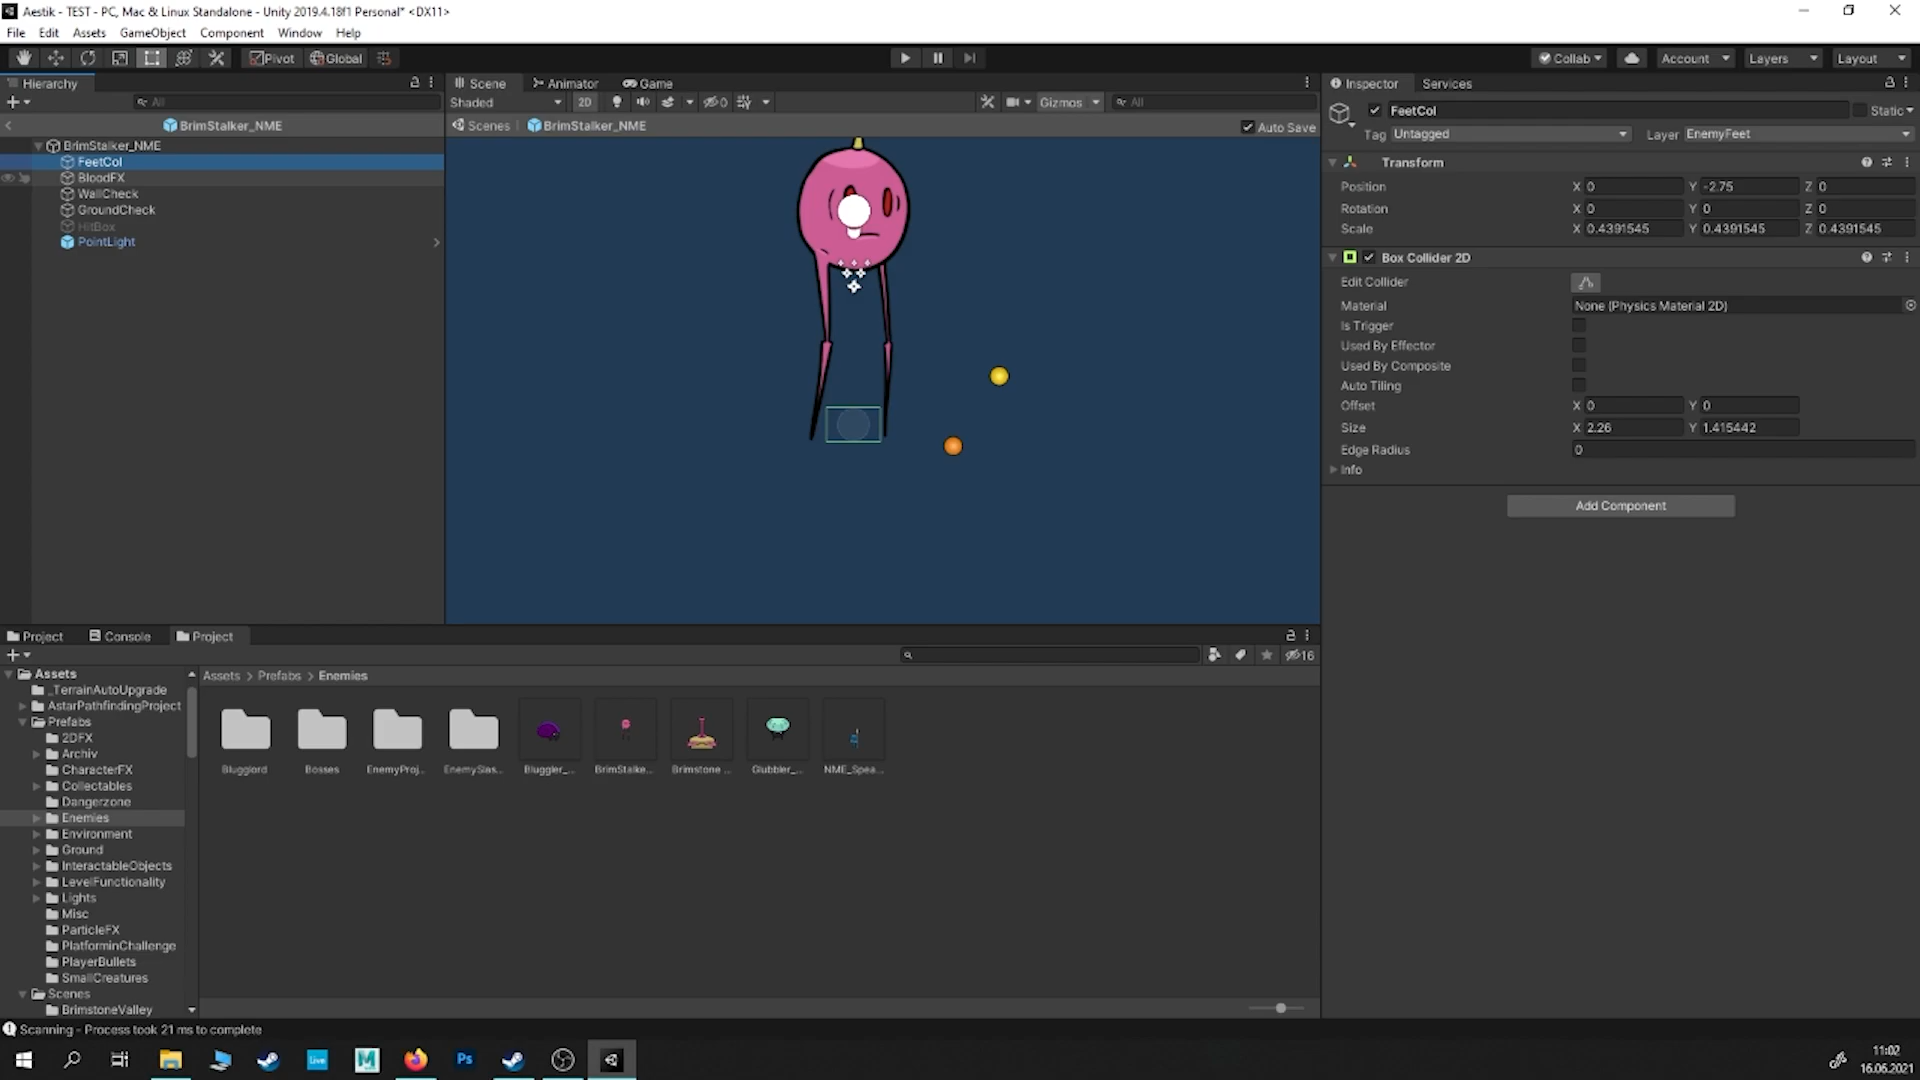 Aestik - TEST - PC, Mac & Linux Standalone - Unity 2019.4.18f1 Personal* <DX11>
File Edit Assets GameObject Component Window Help
Pivot Global Collab Account Layers Layout
Hierarchy
All
BrimStalker_NME
BrimStalker_NME
FeetCol
BloodFX
WallCheck
GroundCheck
HitBox
PointLight
Scene Animator Game
Shaded 2D 0 Gizmos All
Scenes BrimStalker_NME Auto Save
Inspector Services
FeetCol Static
Tag Untagged Layer EnemyFeet
Transform
Position X 0 Y -2.75 Z 0
Rotation X 0 Y 0 Z 0
Scale X 0.4391545 Y 0.4391545 Z 0.4391545
Box Collider 2D
Edit Collider
Material None (Physics Material 2D)
Is Trigger
Used By Effector
Used By Composite
Auto Tiling
Offset X 0 Y 0
Size X 2.26 Y 1.415442
Edge Radius 0
Info
Add Component
Project Console Project
16
Assets
_TerrainAutoUpgrade
AstarPathfindingProject
Prefabs
2DFX
Archiv
CharacterFX
Collectables
Dangerzone
Enemies
Environment
Ground
InteractableObjects
LevelFunctionality
Lights
Misc
ParticleFX
PlatforminChallenge
PlayerBullets
SmallCreatures
Scenes
BrimstoneValley
Assets > Prefabs > Enemies
Blugglord Bosses EnemyProj... EnemySlas... Bluggler_... BrimStalke... Brimstone ... Glubbler_... NME_Spea...
Scanning - Process took 21 ms to complete
Live M Ps
11:02
16.06.2021